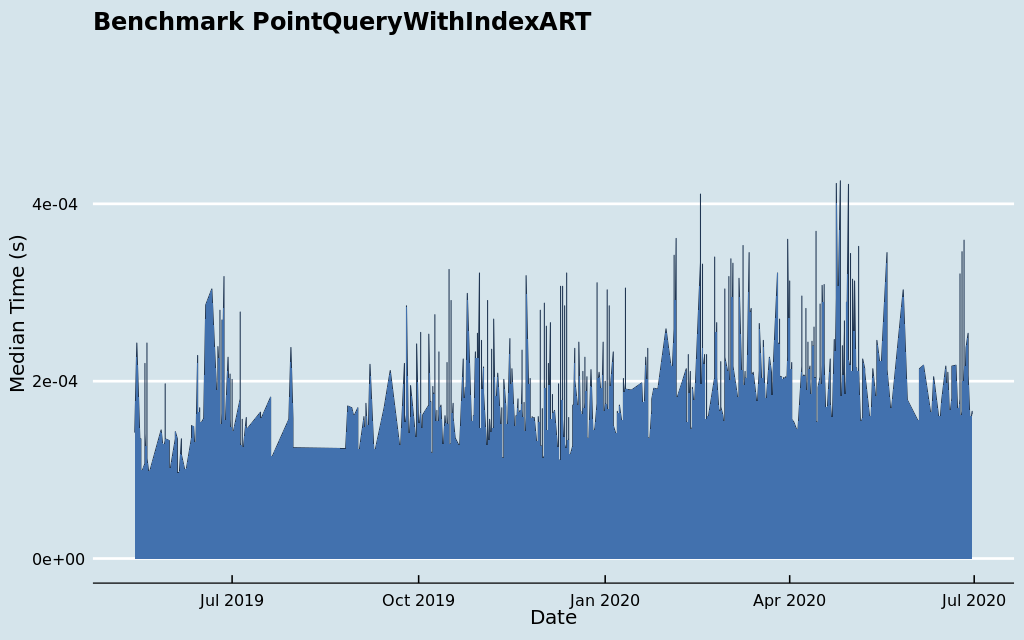 Benchmark PointQueryWithIndexART
Median Time (s)
4e-04
2e-04
0e+00
Jul 2019
Oct 2019
Jan 2020
Apr 2020
Jul 2020
Date